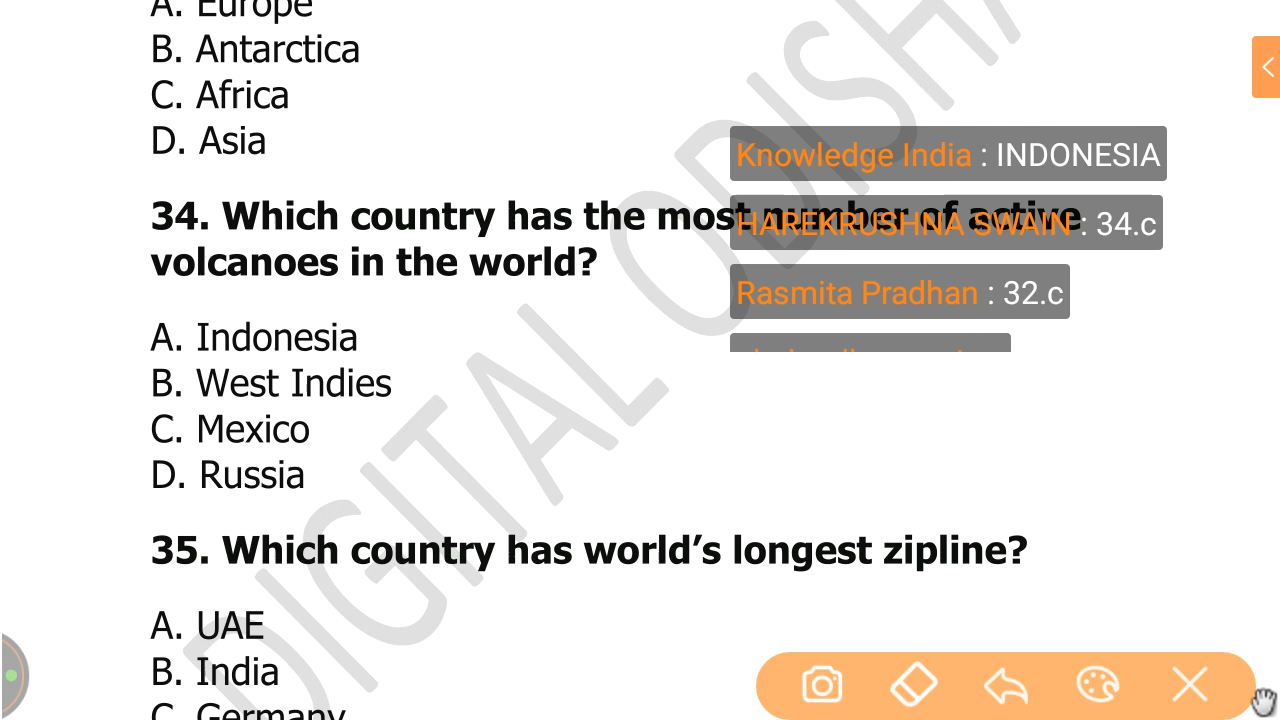 A. Europe
B. Antarctica
C. Africa
D. Asia
34. Which country has the most number of active
volcanoes in the world?
A. Indonesia
B. West Indies
C. Mexico
D. Russia
35. Which country has world’s longest zipline?
A. UAE
B. India
C. Germany
Knowledge India : INDONESIA
HAREKRUSHNA SWAIN : 34.c
Rasmita Pradhan : 32.c
DIGITAL ODISHA